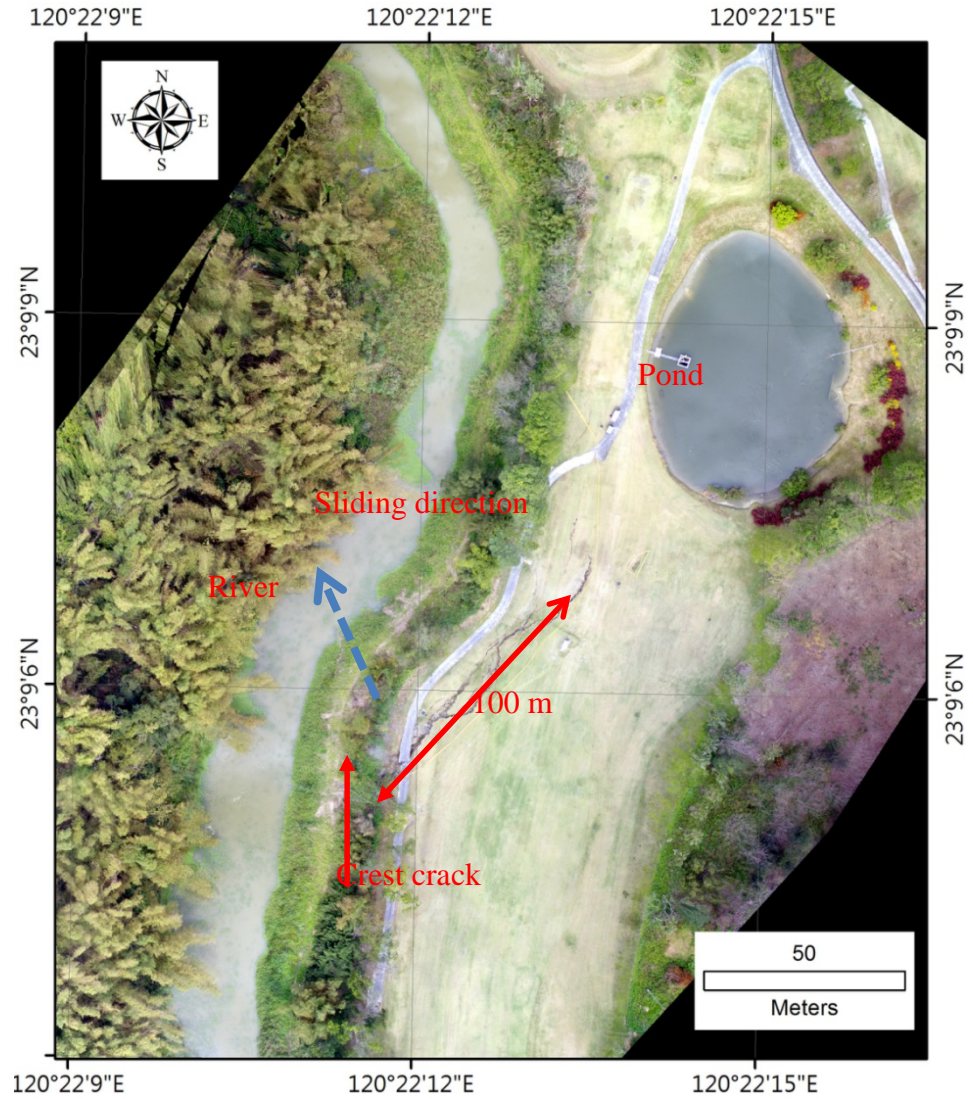 120°22'9"E 120°22'12"E 120°22'15"E
N
W E
S
23°9'9"N 23°9'9"N
Pond
Sliding direction
River
23°9'6"N 23°9'6"N
100 m
Crest crack
50
Meters
120°22'9"E 120°22'12"E 120°22'15"E